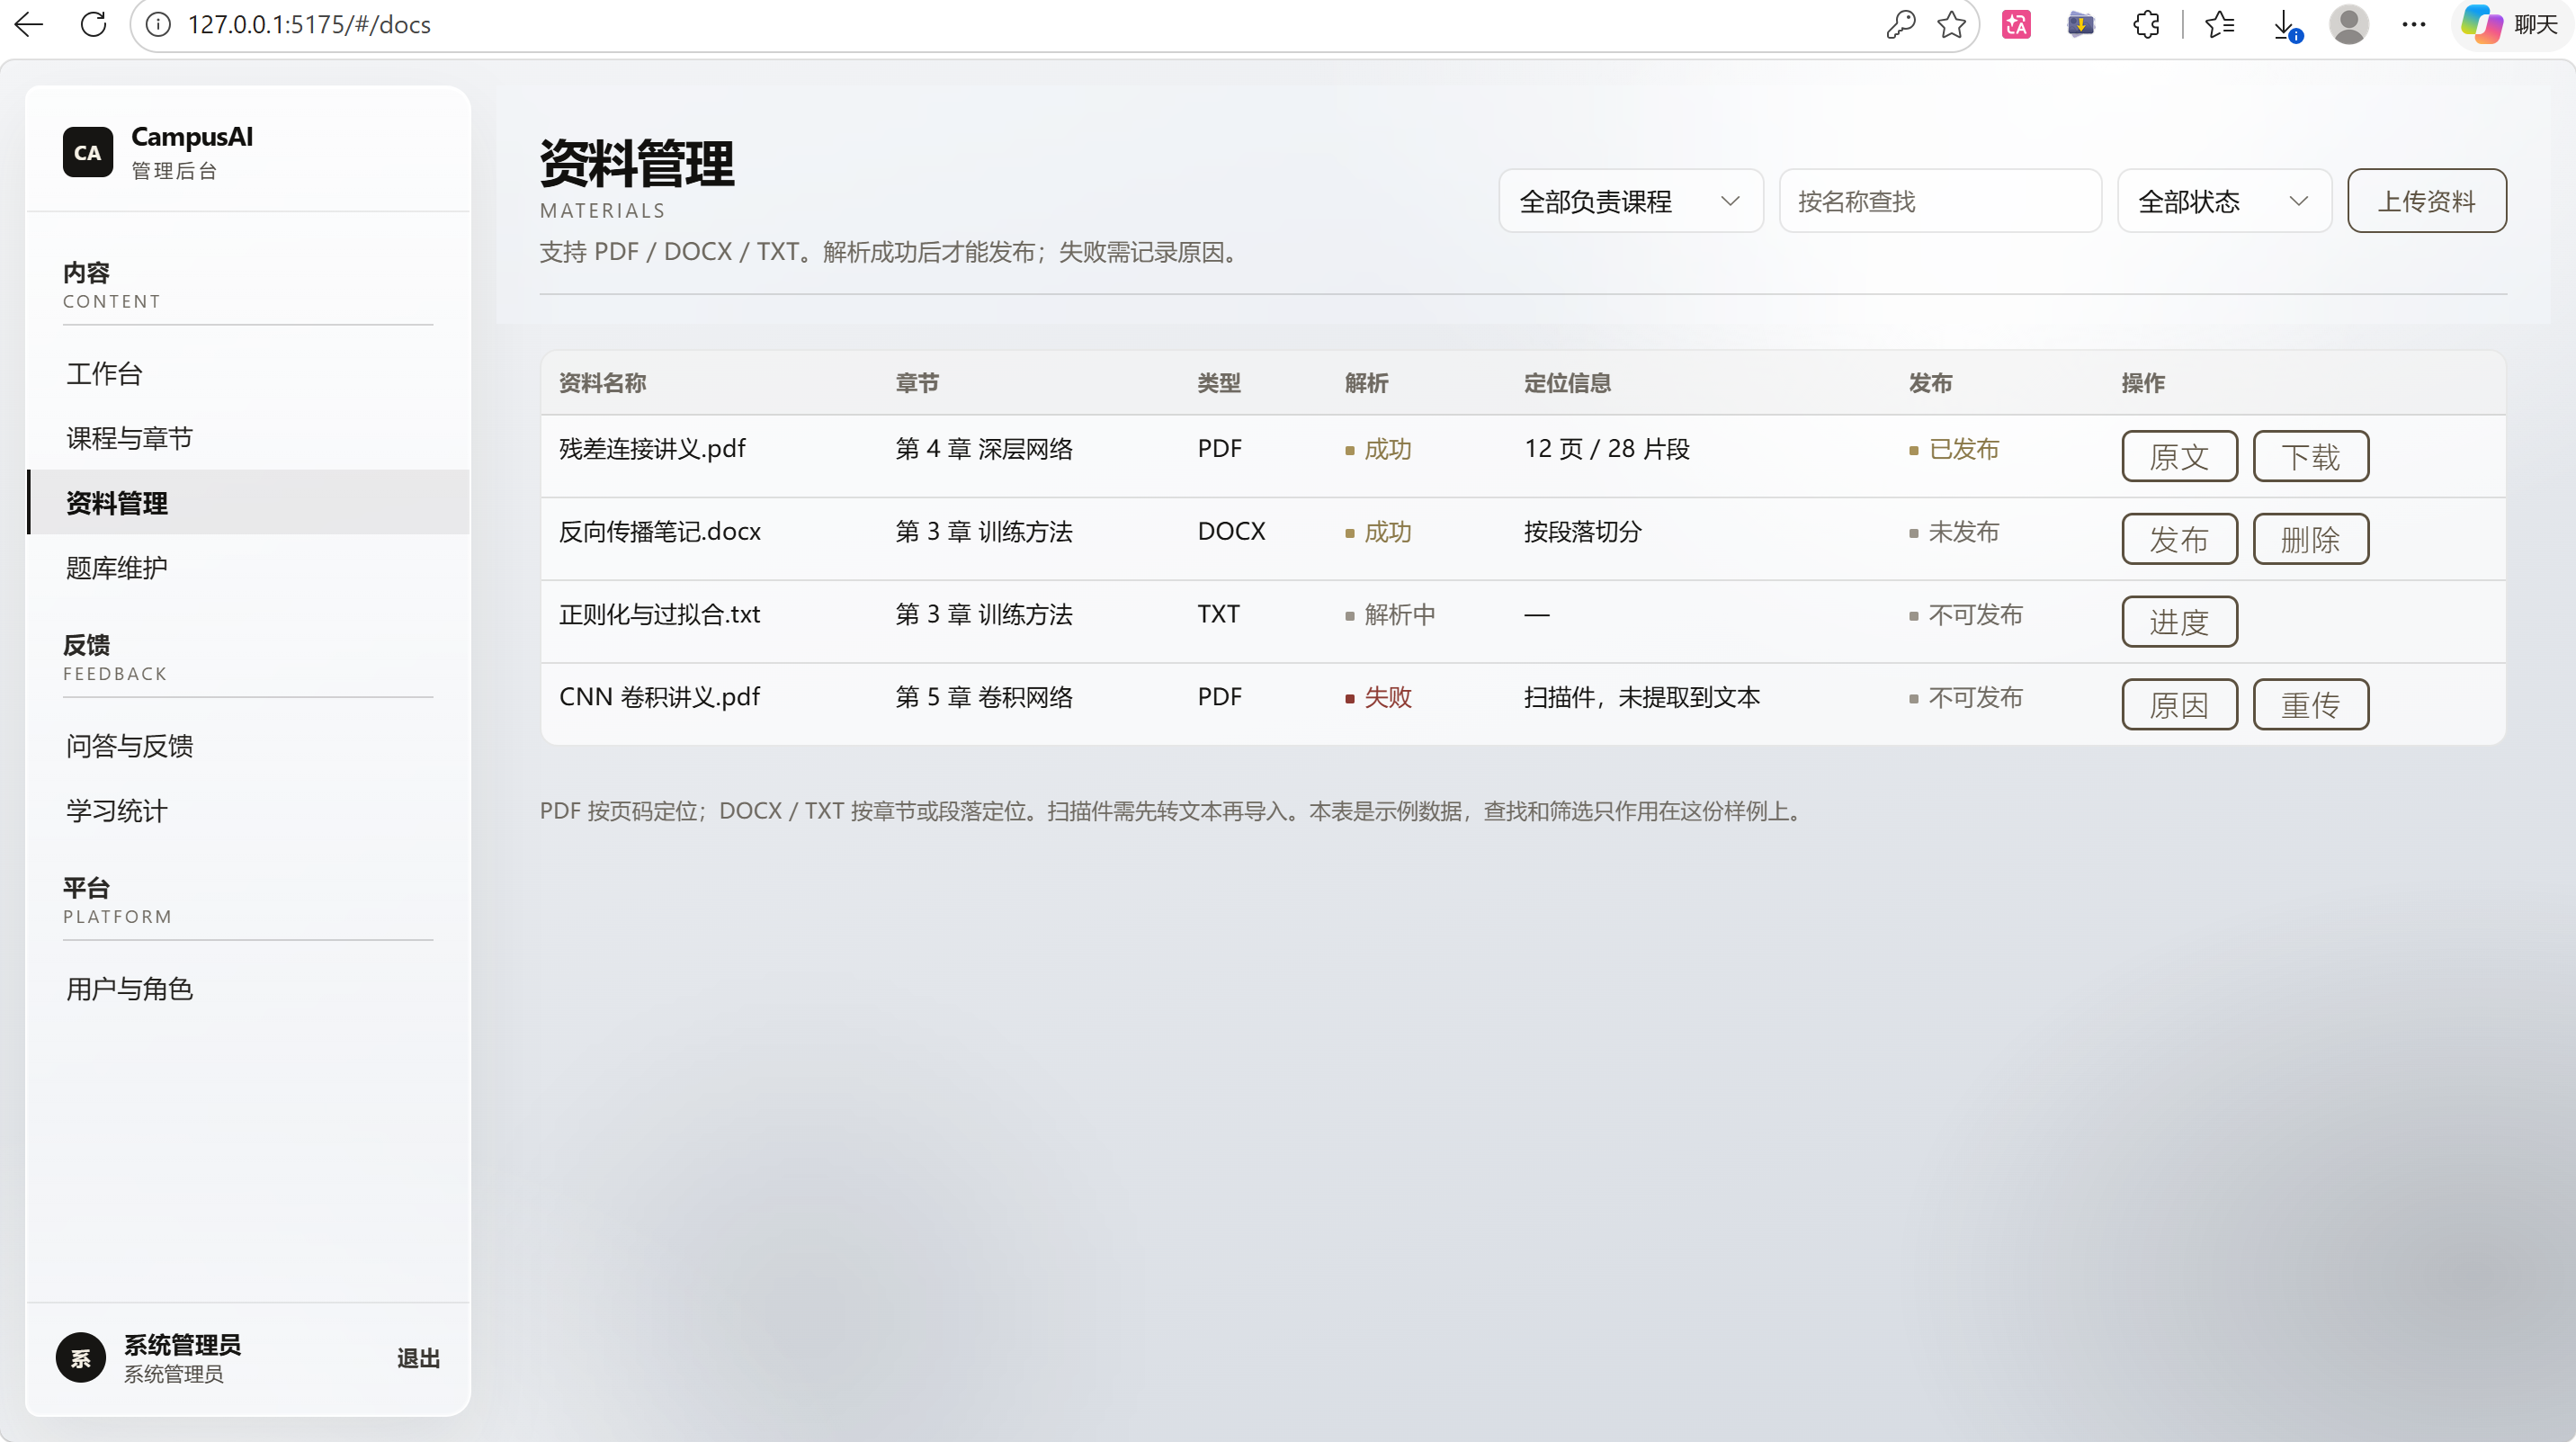 127.0.0.1:5175/#/docs
聊天
CA
CampusAI
管理后台
内容
CONTENT
工作台
课程与章节
资料管理
题库维护
反馈
FEEDBACK
问答与反馈
学习统计
平台
PLATFORM
用户与角色
系
系统管理员
系统管理员
退出
资料管理
MATERIALS
支持 PDF / DOCX / TXT。解析成功后才能发布；失败需记录原因。
全部负责课程
按名称查找
全部状态
上传资料
资料名称 章节 类型 解析 定位信息 发布 操作
残差连接讲义.pdf 第 4 章 深层网络 PDF 成功 12 页 / 28 片段 已发布 原文 下载
反向传播笔记.docx 第 3 章 训练方法 DOCX 成功 按段落切分 未发布 发布 删除
正则化与过拟合.txt 第 3 章 训练方法 TXT 解析中 — 不可发布 进度
CNN 卷积讲义.pdf 第 5 章 卷积网络 PDF 失败 扫描件，未提取到文本 不可发布 原因 重传
PDF 按页码定位；DOCX / TXT 按章节或段落定位。扫描件需先转文本再导入。本表是示例数据，查找和筛选只作用在这份样例上。